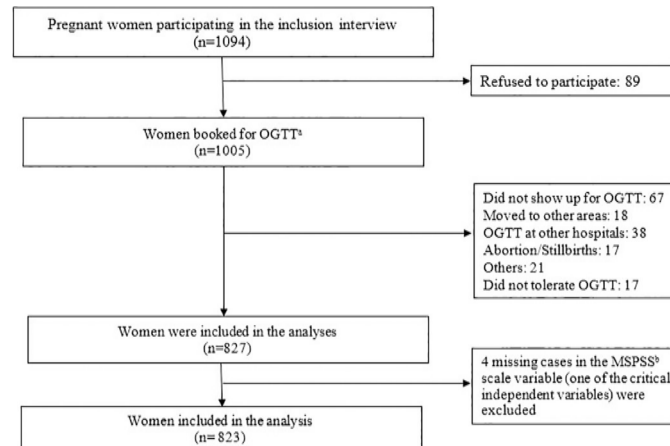 Pregnant women participating in the inclusion interview
(n=1094)
Refused to participate: 89
Women booked for OGTTᵃ
(n=1005)
Did not show up for OGTT: 67
Moved to other areas: 18
OGTT at other hospitals: 38
Abortion/Stillbirths: 17
Others: 21
Did not tolerate OGTT: 17
Women were included in the analyses
(n=827)
4 missing cases in the MSPSSᵇ
scale variable (one of the critical
independent variables) were
excluded
Women included in the analysis
(n= 823)